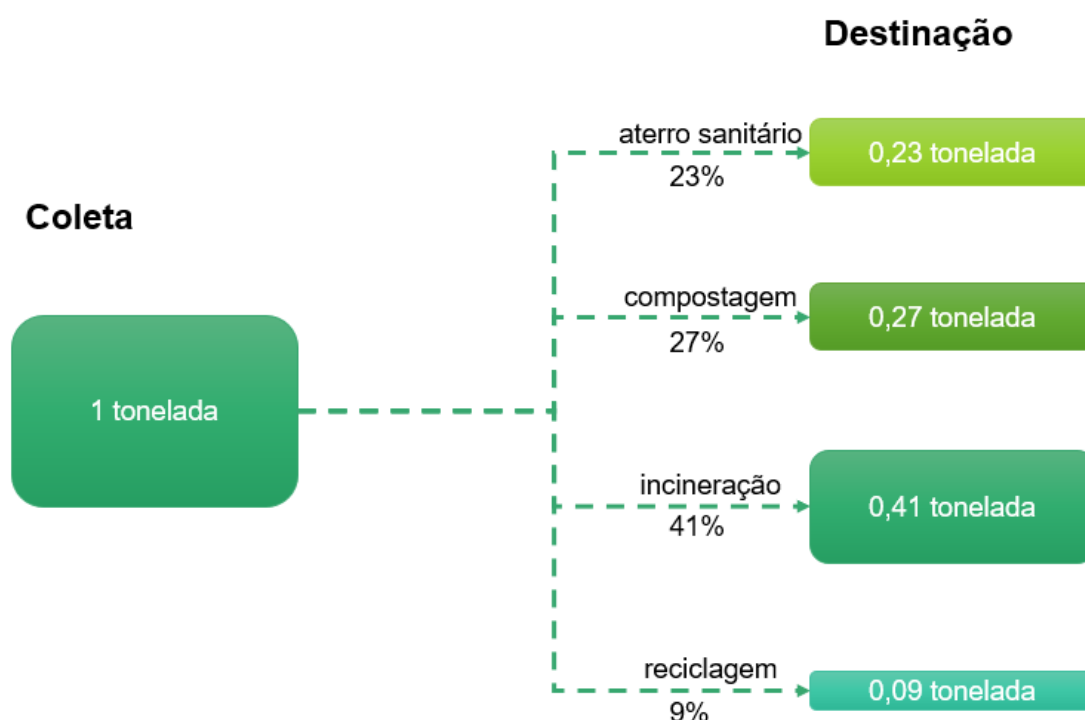 Destinação
aterro sanitário
23%
0,23 tonelada
Coleta
compostagem
27%
0,27 tonelada
1 tonelada
incineração
41%
0,41 tonelada
reciclagem
9%
0,09 tonelada